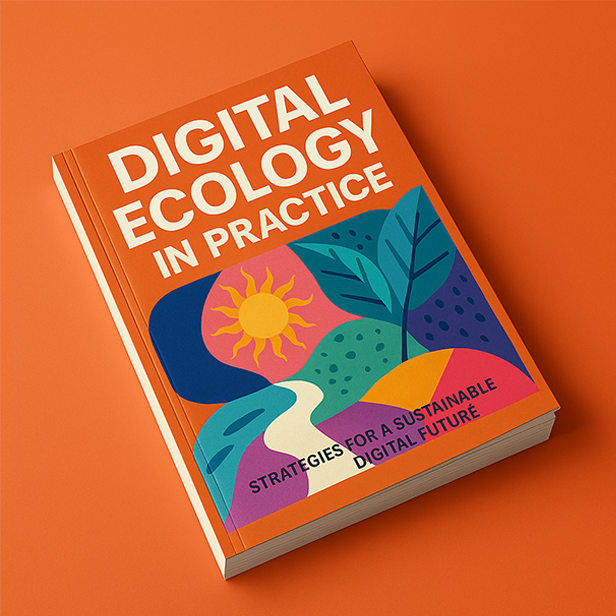 DIGITAL
ECOLOGY
IN PRACTICE
STRATEGIES FOR A SUSTAINABLE
DIGITAL FUTURÉ